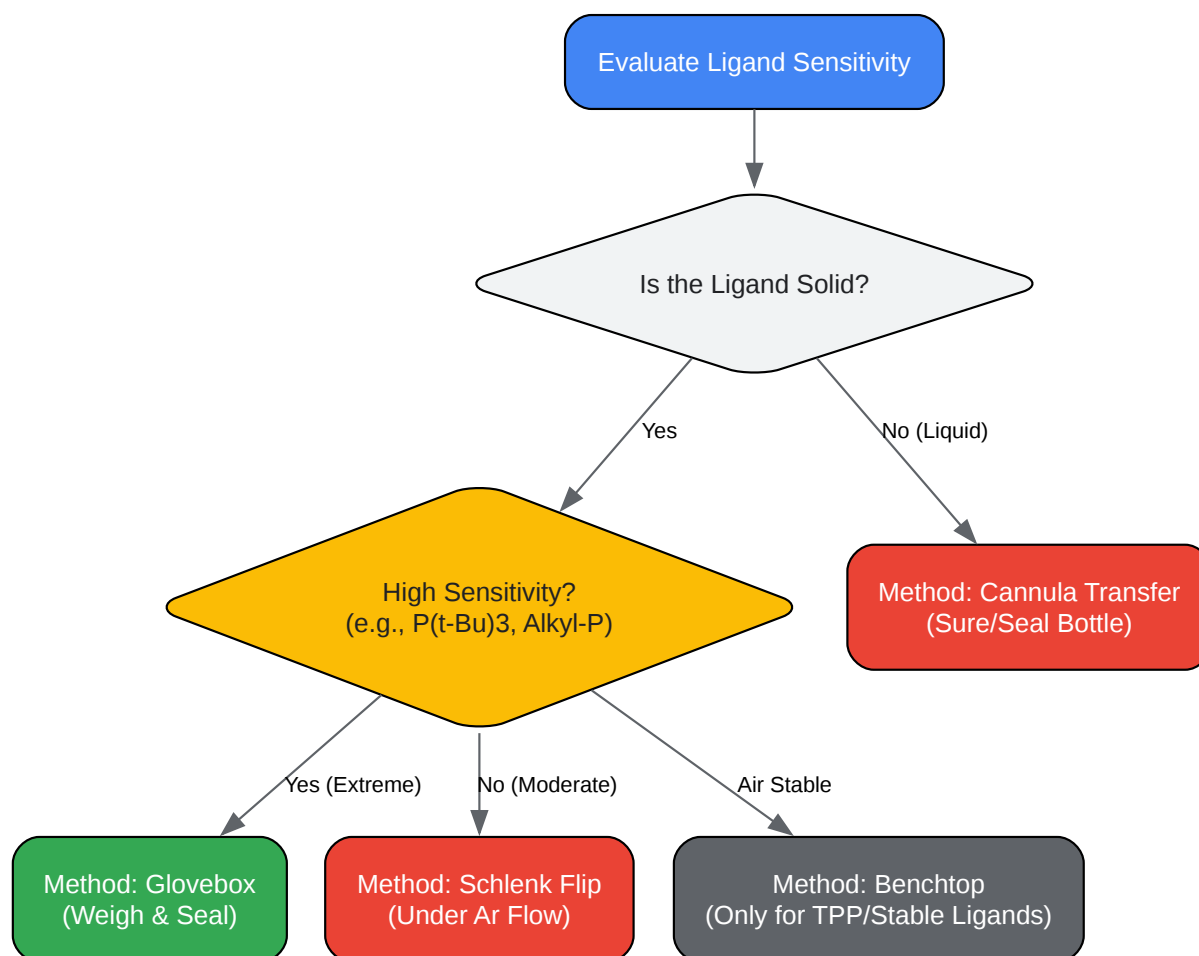 Evaluate Ligand Sensitivity
Is the Ligand Solid?
Yes
No (Liquid)
High Sensitivity?
(e.g., P(t-Bu)3, Alkyl-P)
Method: Cannula Transfer
(Sure/Seal Bottle)
Yes (Extreme)
No (Moderate)
Air Stable
Method: Glovebox
(Weigh & Seal)
Method: Schlenk Flip
(Under Ar Flow)
Method: Benchtop
(Only for TPP/Stable Ligands)